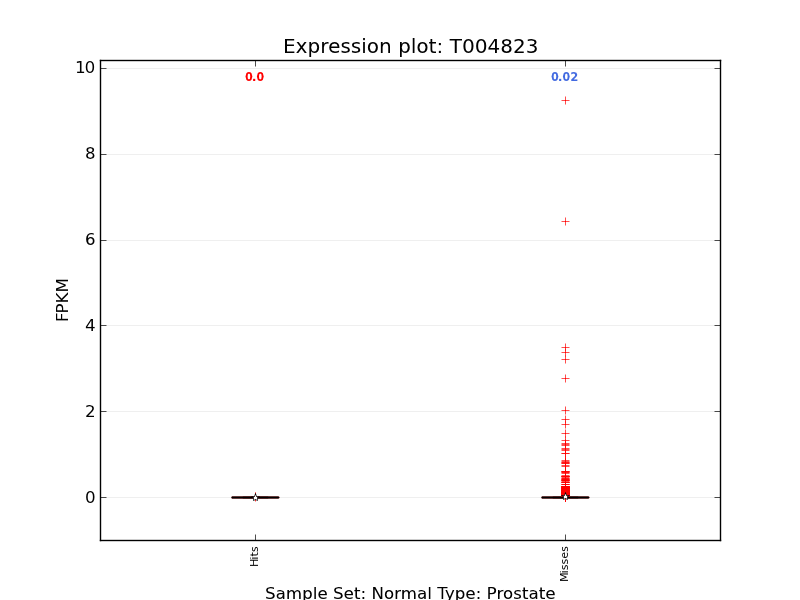 Expression plot: T004823
10
0.0
0.02
8
6
4
2
0
FPKM
Hits
Misses
Sample Set: Normal Type: Prostate